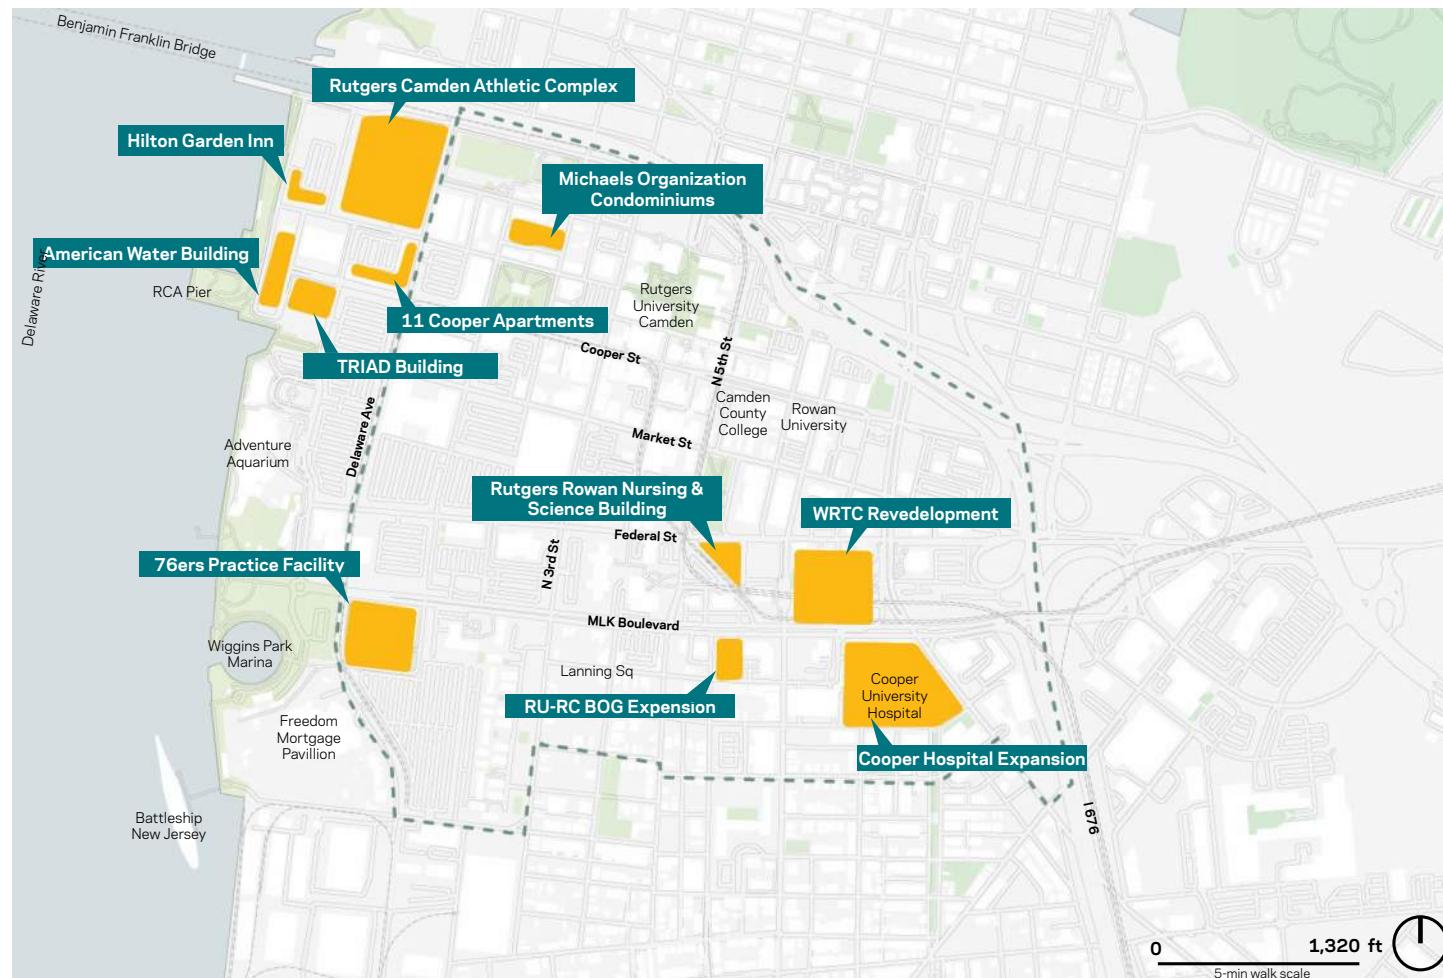 Benjamin Franklin Bridge
Rutgers Camden Athletic Complex
Hilton Garden Inn
Michaels Organization
Condominiums
American Water Building
Delaware River
RCA Pier
Rutgers
University
Camden
11 Cooper Apartments
TRIAD Building
Cooper St
N 5th St
Delaware Ave
Camden
County
College
Rowan
University
Market St
Adventure
Aquarium
Rutgers Rowan Nursing &
Science Building
WRTC Revedelopment
Federal St
N 3rd St
76ers Practice Facility
MLK Boulevard
Wiggins Park
Marina
Lanning Sq
Cooper
University
Hospital
RU-RC BOG Expension
Freedom
Mortgage
Pavillion
Cooper Hospital Expansion
I 676
Battleship
New Jersey
0
1,320 ft
5-min walk scale